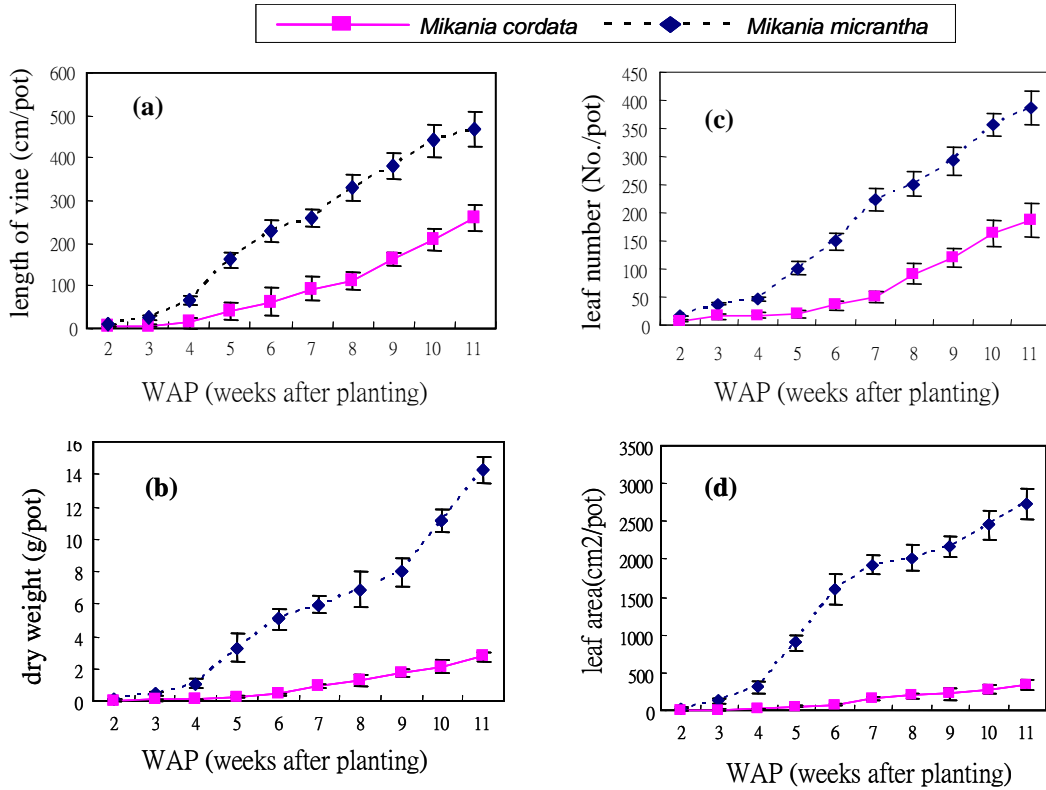 Mikania cordata Mikania micrantha
(a)
length of vine (cm/pot)
600
500
400
300
200
100
0
2 3 4 5 6 7 8 9 10 11
WAP (weeks after planting)
(c)
leaf number (No./pot)
450
400
350
300
250
200
150
100
50
0
2 3 4 5 6 7 8 9 10 11
WAP (weeks after planting)
(b)
dry weight (g/pot)
16
14
12
10
8
6
4
2
0
2 3 4 5 6 7 8 9 10 11
WAP (weeks after planting)
(d)
leaf area(cm2/pot)
3500
3000
2500
2000
1500
1000
500
0
2 3 4 5 6 7 8 9 10 11
WAP (weeks after planting)